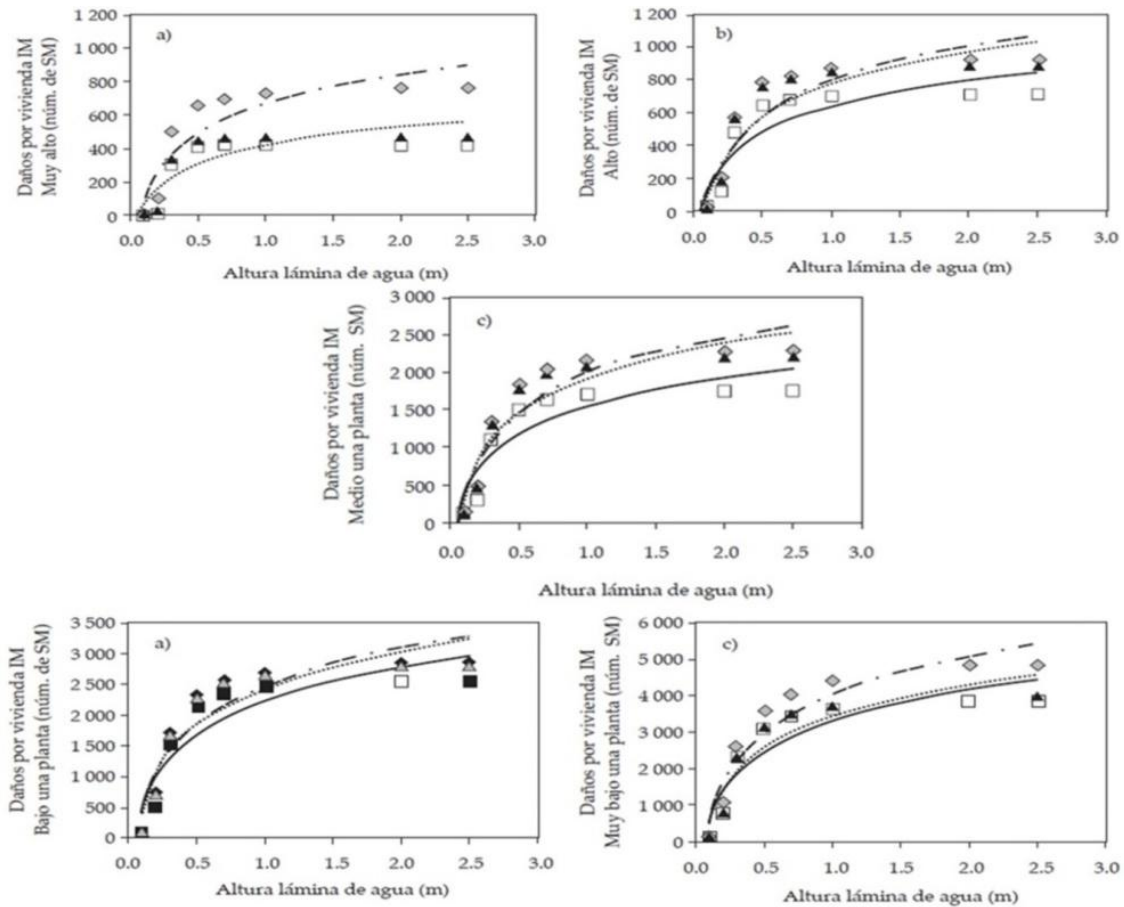 Daños por vivienda IM
Muy alto (núm. de SM)
a)
1 200
1 000
800
600
400
200
0
0.0 0.5 1.0 1.5 2.0 2.5 3.0
Altura lámina de agua (m)
Daños por vivienda IM
Alto (núm. de SM)
b)
1 200
1 000
800
600
400
200
0
0.0 0.5 1.0 1.5 2.0 2.5 3.0
Altura lámina de agua (m)
Daños por vivienda IM
Medio una planta (núm. SM)
c)
3 000
2 500
2 000
1 500
1 000
500
0
0.0 0.5 1.0 1.5 2.0 2.5 3.0
Altura lámina de agua (m)
Daños por vivienda IM
Bajo una planta (núm. de SM)
a)
3 500
3 000
2 500
2 000
1 500
1 000
500
0
0.0 0.5 1.0 1.5 2.0 2.5 3.0
Altura lámina de agua (m)
Daños por vivienda IM
Muy bajo una planta (núm. SM)
c)
6 000
5 000
4 000
3 000
2 000
1 000
0
0.0 0.5 1.0 1.5 2.0 2.5 3.0
Altura lámina de agua (m)